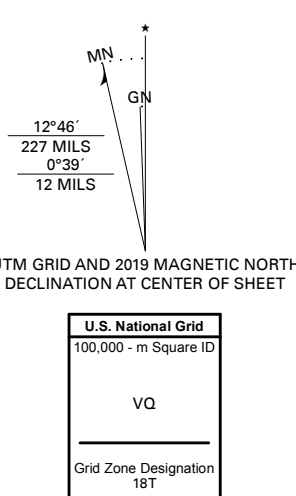 ★
MN
GN
12°46´
227 MILS
0°39´
12 MILS
UTM GRID AND 2019 MAGNETIC NORTH
DECLINATION AT CENTER OF SHEET
U.S. National Grid
100,000 - m Square ID
VQ
Grid Zone Designation
18T